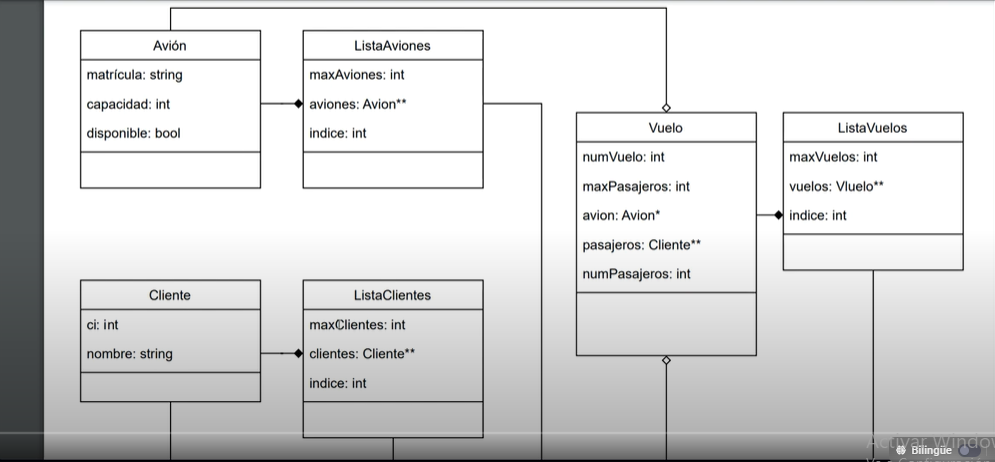 Avión
matrícula: string
capacidad: int
disponible: bool
ListaAviones
maxAviones: int
aviones: Avion**
indice: int
Vuelo
numVuelo: int
maxPasajeros: int
avion: Avion*
pasajeros: Cliente**
numPasajeros: int
ListaVuelos
maxVuelos: int
vuelos: Vluelo**
indice: int
Cliente
ci: int
nombre: string
ListaClientes
maxClientes: int
clientes: Cliente**
indice: int
Activar Window
Bilingüe